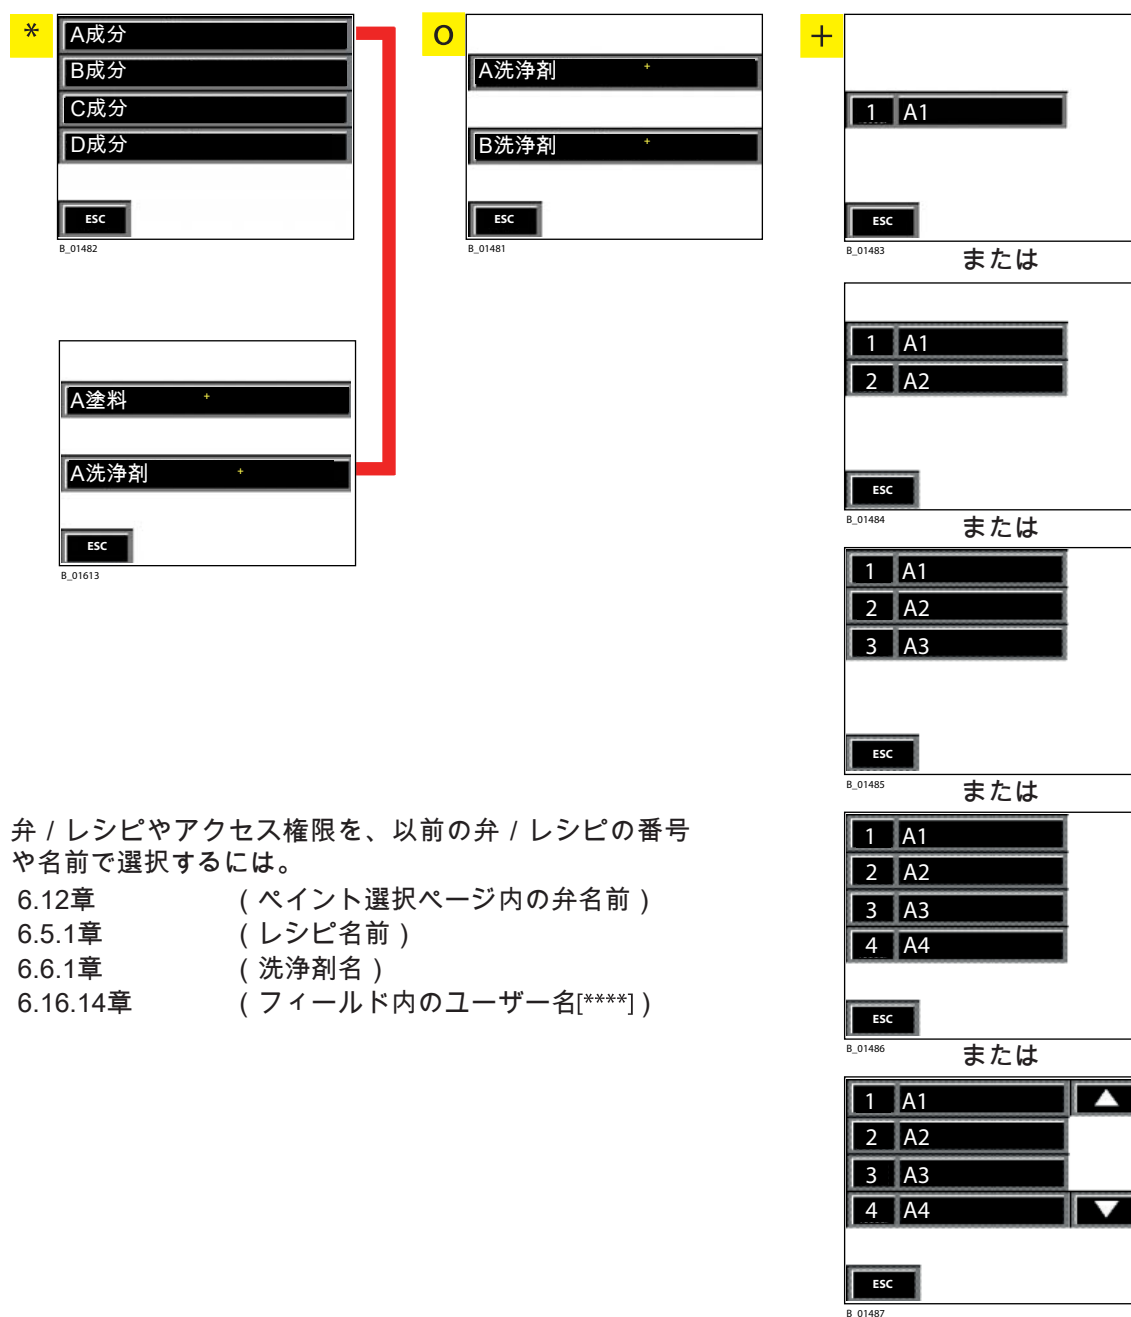 *
A成分
B成分
C成分
D成分
ESC
B_01482
A塗料 +
A洗浄剤 +
ESC
B_01613
o
A洗浄剤 +
B洗浄剤 +
ESC
B_01481
弁 / レシピやアクセス権限を、以前の弁 / レシピの番号
や名前で選択するには。
6.12章 ( ペイント選択ページ内の弁名前 )
6.5.1章 ( レシピ名前 )
6.6.1章 ( 洗浄剤名 )
6.16.14章 ( フィールド内のユーザー名[****] )
+
1 A1
ESC
B_01483
または
1 A1
2 A2
ESC
B_01484
または
1 A1
2 A2
3 A3
ESC
B_01485
または
1 A1
2 A2
3 A3
4 A4
ESC
B_01486
または
1 A1
2 A2
3 A3
4 A4
ESC
B_01487